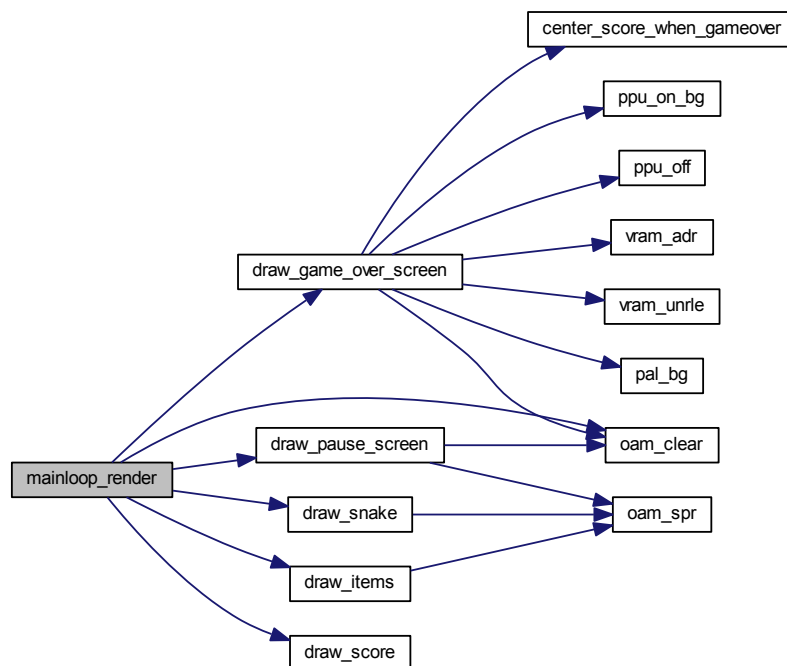 center_score_when_gameover
ppu_on_bg
ppu_off
vram_adr
draw_game_over_screen
vram_unrle
pal_bg
draw_pause_screen
oam_clear
mainloop_render
draw_snake
oam_spr
draw_items
draw_score